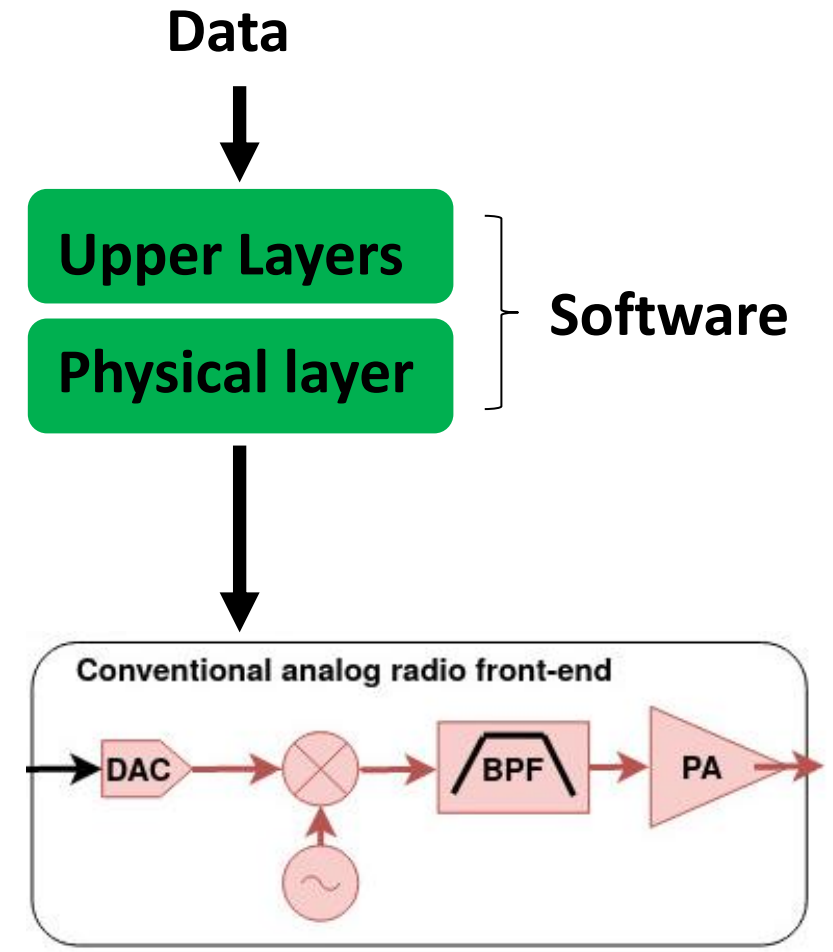 Data
Upper Layers
Physical layer
Software
Conventional analog radio front-end
DAC
BPF
PA